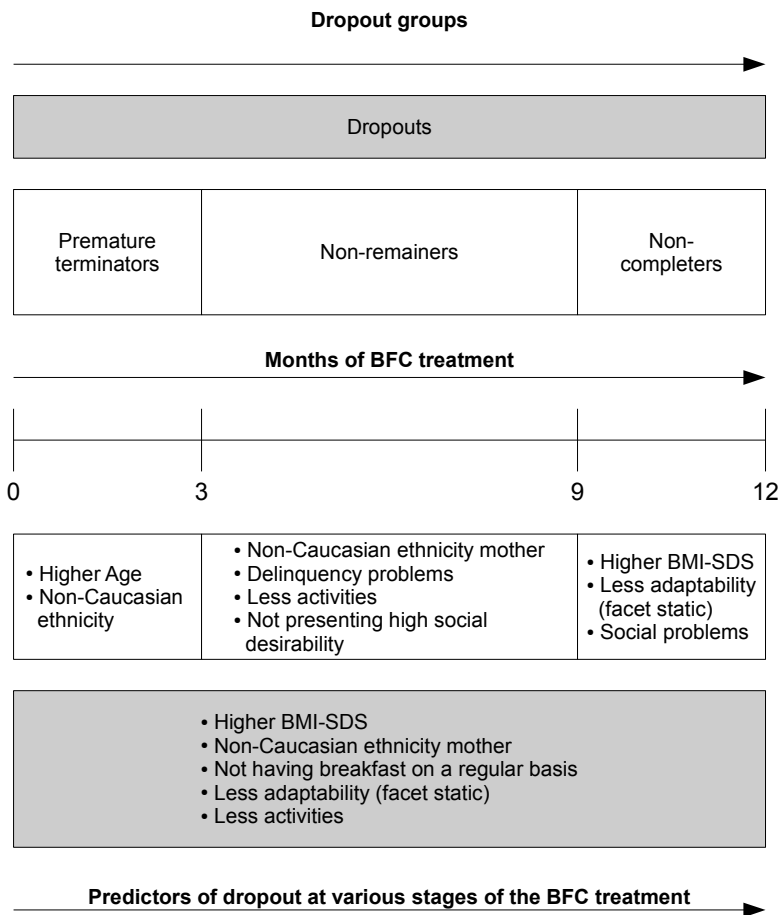 Dropout groups
Dropouts
Premature
terminators
Non-remainers
Non-
completers
Months of BFC treatment
0 3 9 12
• Higher Age
• Non-Caucasian
ethnicity
• Non-Caucasian ethnicity mother
• Delinquency problems
• Less activities
• Not presenting high social
desirability
• Higher BMI-SDS
• Less adaptability
(facet static)
• Social problems
• Higher BMI-SDS
• Non-Caucasian ethnicity mother
• Not having breakfast on a regular basis
• Less adaptability (facet static)
• Less activities
Predictors of dropout at various stages of the BFC treatment